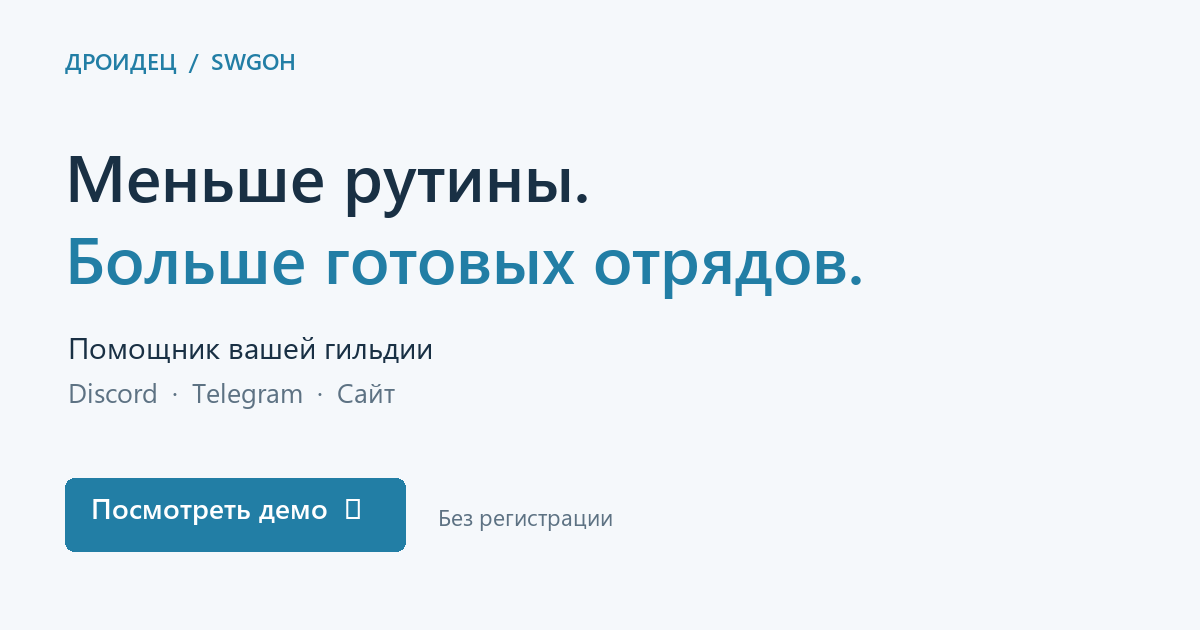 ДРОИДЕЦ / SWGOH
Меньше рутины.
Больше готовых отрядов.
Помощник вашей гильдии
Discord · Telegram · Сайт
Посмотреть демо
Без регистрации